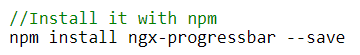 //Install it with npm
npm install ngx-progressbar --save